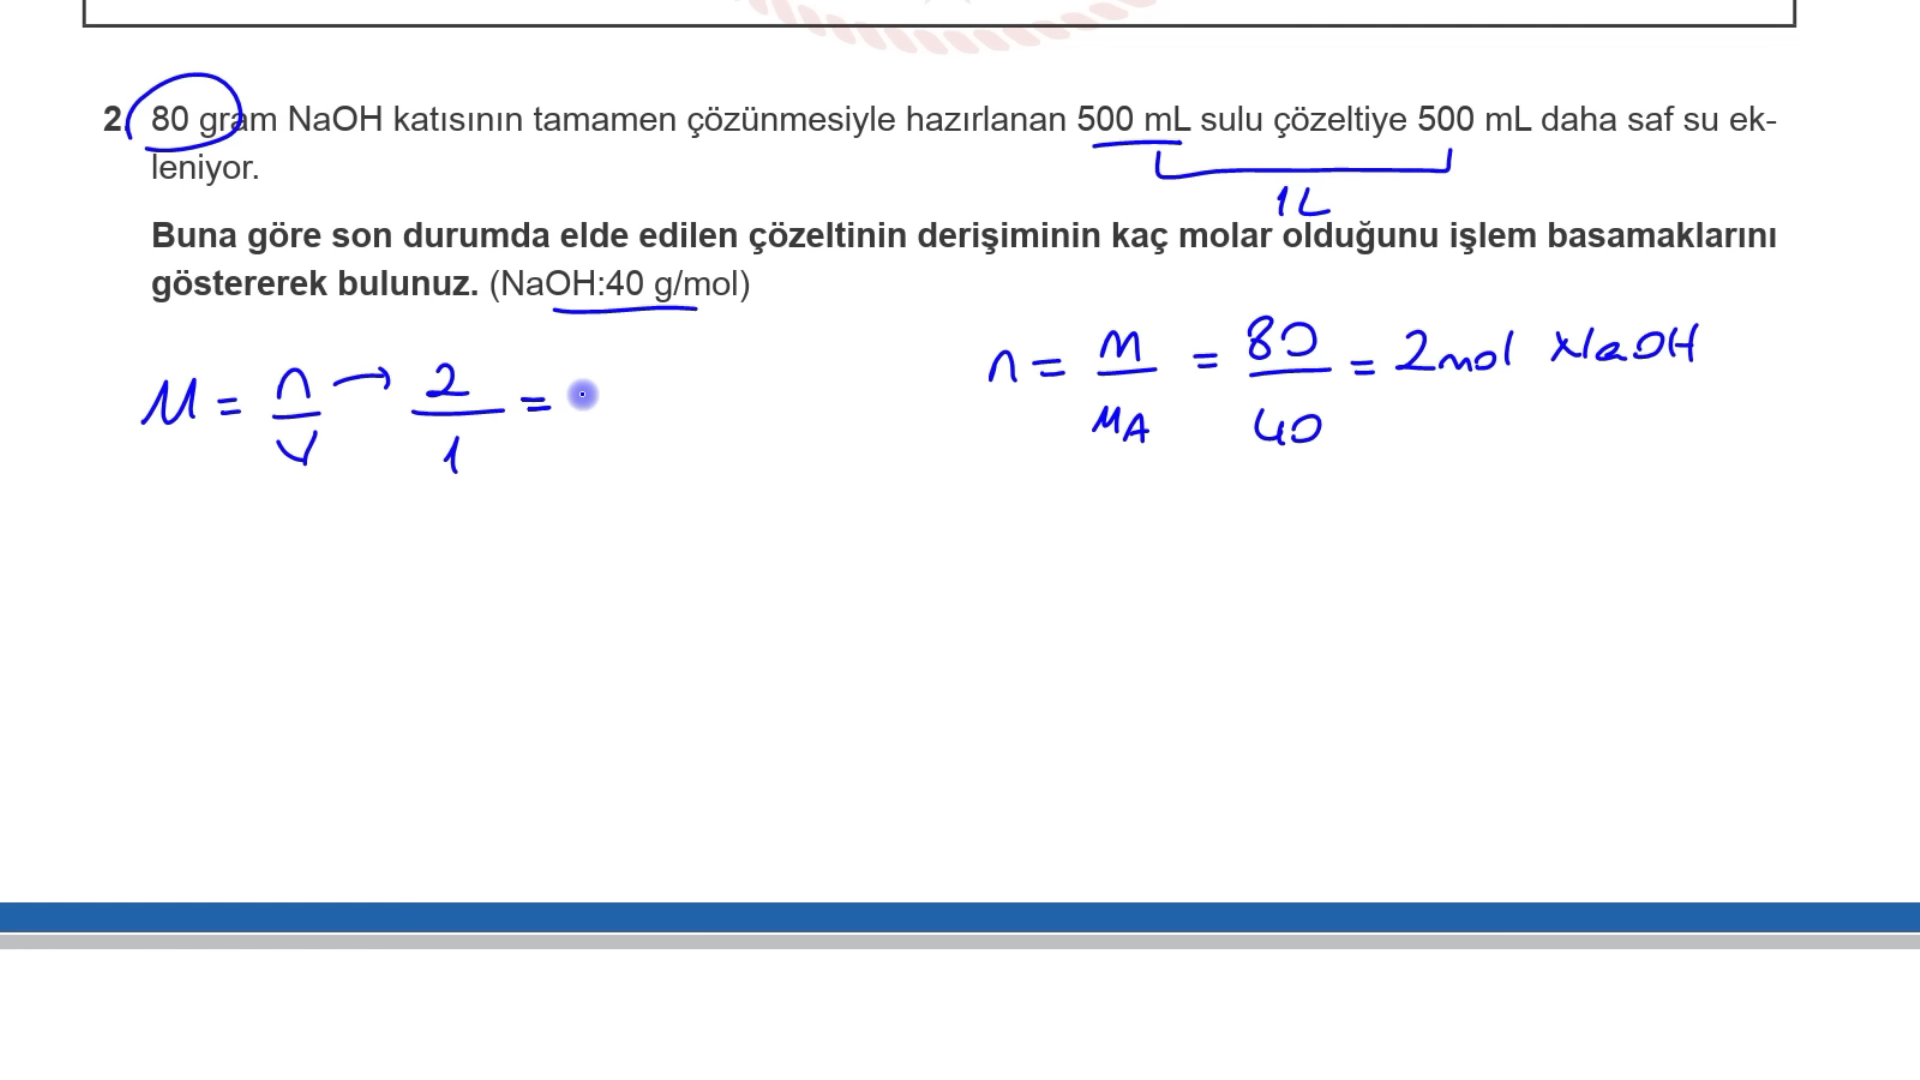 2. 80 gram NaOH katısının tamamen çözünmesiyle hazırlanan 500 mL sulu çözeltiye 500 mL daha saf su ek-
leniyor.
1L
Buna göre son durumda elde edilen çözeltinin derişiminin kaç molar olduğunu işlem basamaklarını
göstererek bulunuz. (NaOH:40 g/mol)
M = n/V → 2/1 =
n = m/MA = 80/40 = 2 mol NaOH